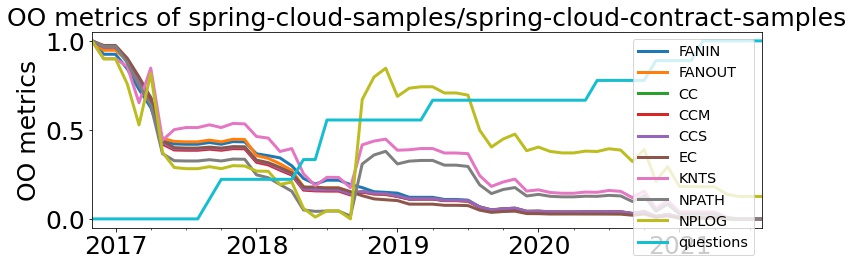 OO metrics of spring-cloud-samples/spring-cloud-contract-samples
OO metrics
1.0
0.5
0.0
2017
2018
2019
2020
2021
FANIN
FANOUT
CC
CCM
CCS
EC
KNTS
NPATH
NPLOG
questions